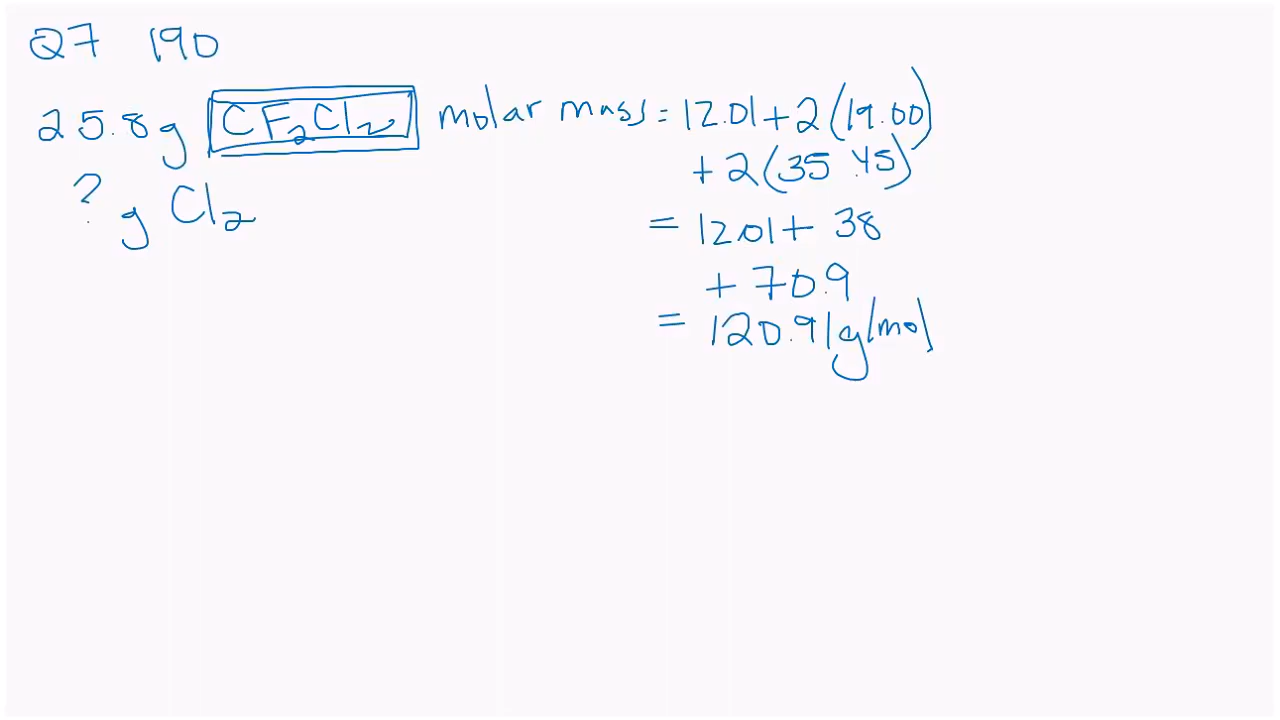 Q7 190
25.8g CF₂Cl₂ molar mass = 12.01 + 2(19.00)
+ 2(35.45)
? g Cl₂
= 12.01 + 38
+ 70.9
= 120.91g/mol